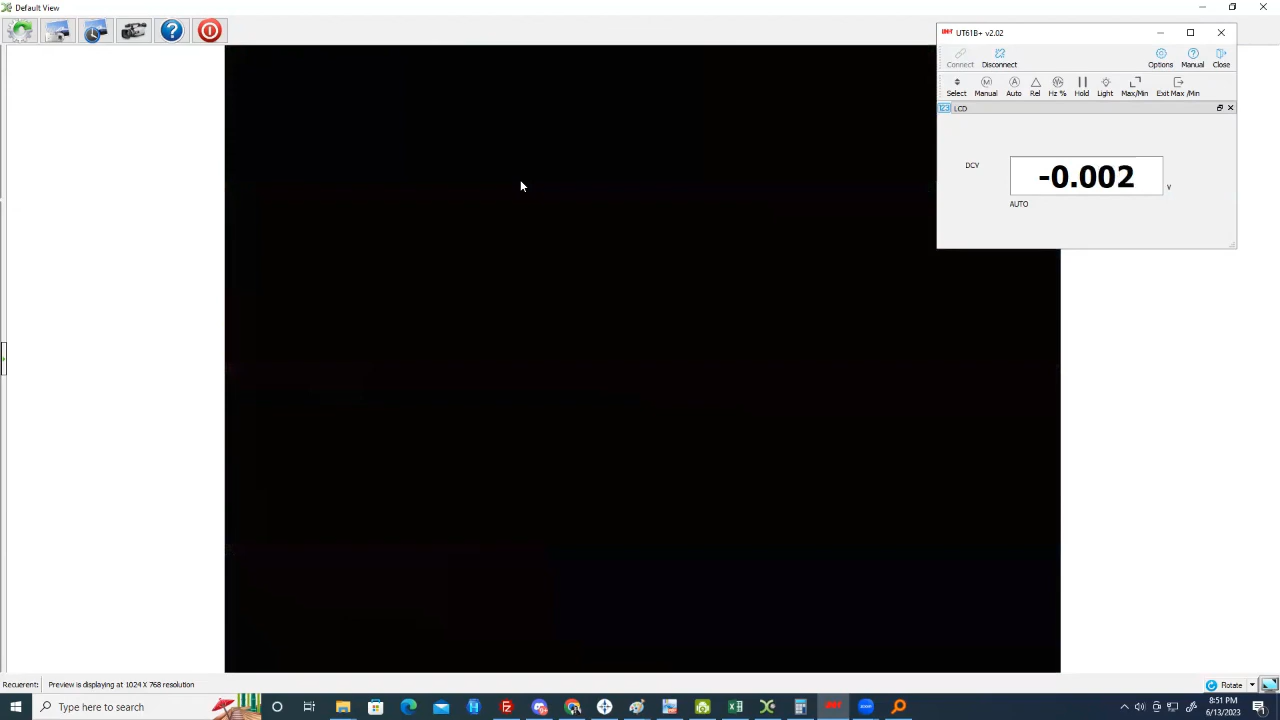 Default View
UT61B+ v2.02
Connect Disconnect Options Manual Close
Select Manual Auto Rel Hz % Hold Light Max/Min Exit Max /Min
123 LCD
DCV
-0.002
V
AUTO
Recuerent: Preview is displaying at 1024 X 768 resolution
Rotate
Type here to search
8:51 PM
6/13/2023